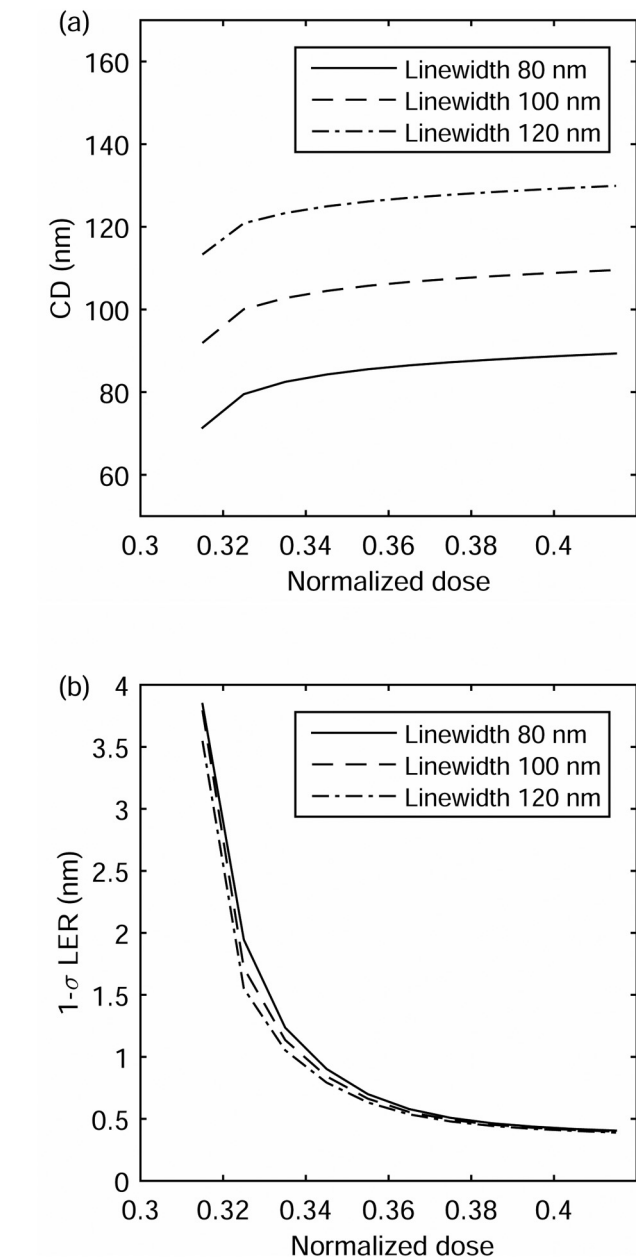 (a)
160
140
120
100
80
60
CD (nm)
Linewidth 80 nm
Linewidth 100 nm
Linewidth 120 nm
0.3 0.32 0.34 0.36 0.38 0.4
Normalized dose
(b)
4
3.5
3
2.5
2
1.5
1
0.5
0
1-σ LER (nm)
Linewidth 80 nm
Linewidth 100 nm
Linewidth 120 nm
0.3 0.32 0.34 0.36 0.38 0.4
Normalized dose